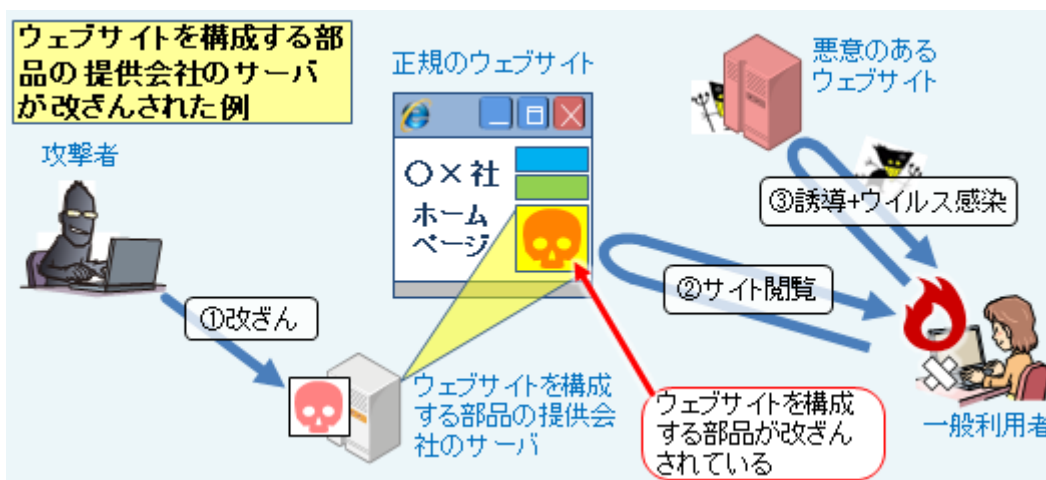 ウェブサイトを構成する部
品の提供会社のサーバ
が改ざんされた例
正規のウェブサイト
悪意のある
ウェブサイト
攻撃者
〇×社
ホーム
ページ
③誘導+ウイルス感染
②サイト閲覧
①改ざん
ウェブサイトを構成
する部品の提供会
社のサーバ
ウェブサイトを構成
する部品が改ざん
されている
一般利用者